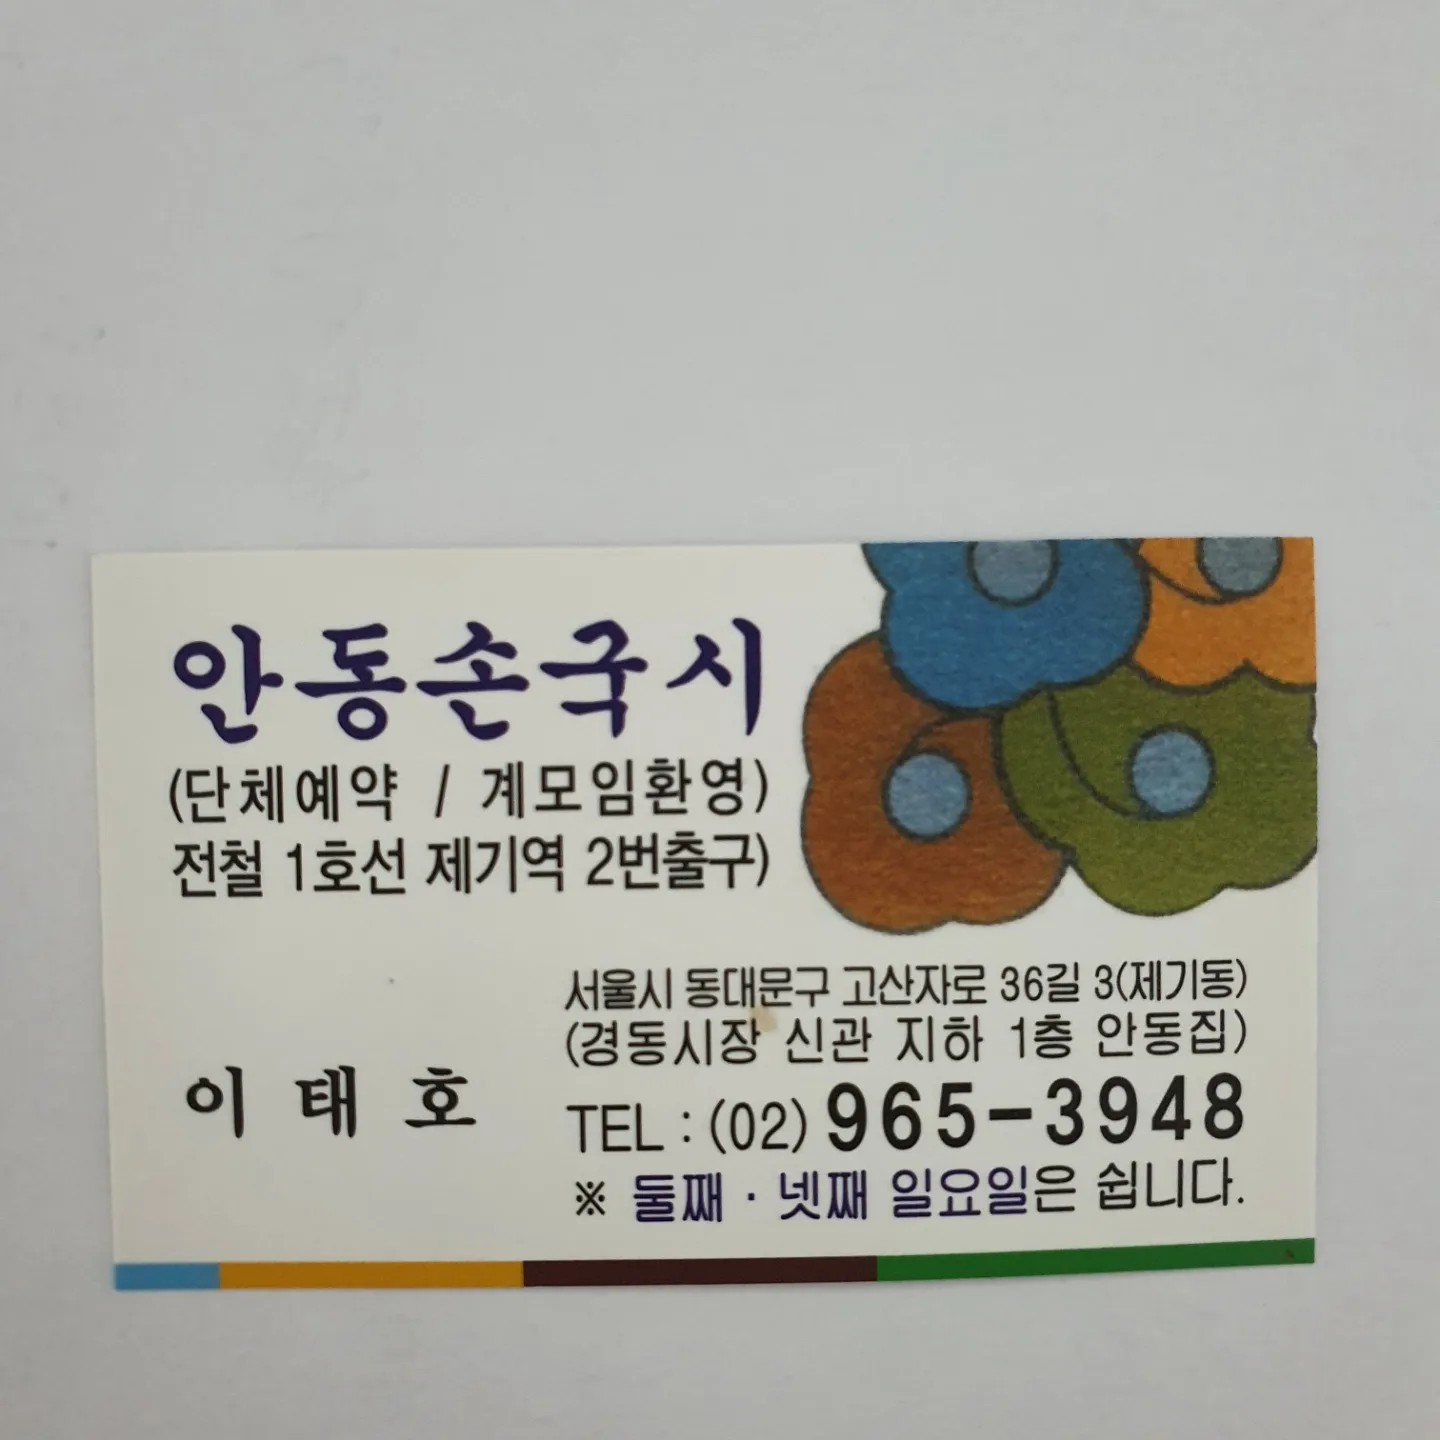 안동손국시
(단체예약 / 계모임환영)
전철 1호선 제기역 2번출구)
서울시 동대문구 고산자로 36길 3(제기동)
(경동시장 신관 지하 1층 안동집)
이태호
TEL : (02) 965-3948
※ 둘째 · 넷째 일요일은 쉽니다.